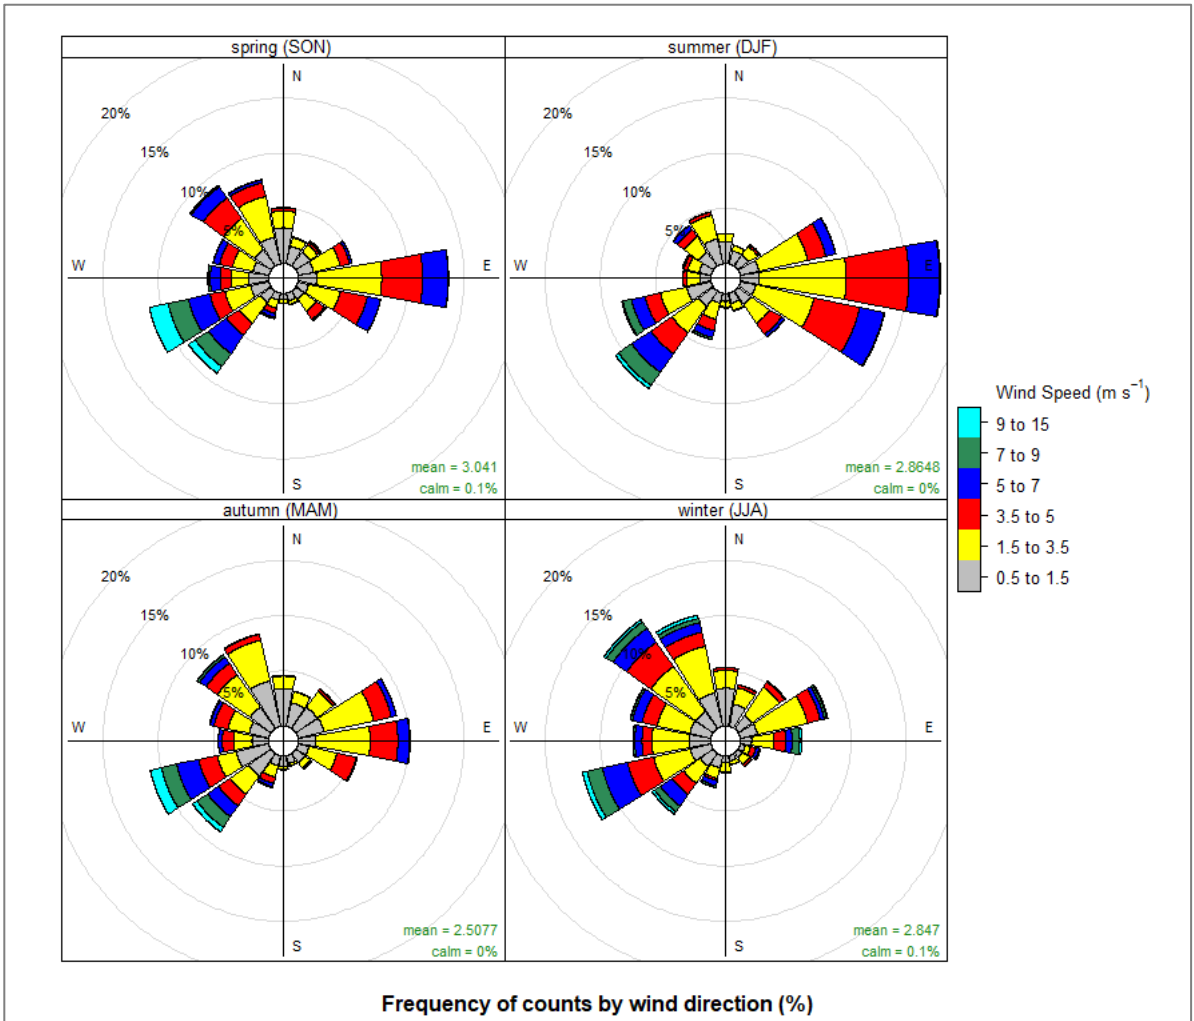 spring (SON)
N
20%
15%
10%
5%
W
E
S
mean = 3.041
calm = 0.1%
summer (DJF)
N
20%
15%
10%
5%
W
E
S
mean = 2.8648
calm = 0%
autumn (MAM)
N
20%
15%
10%
5%
W
E
S
mean = 2.5077
calm = 0%
winter (JJA)
N
20%
15%
10%
5%
W
E
S
mean = 2.847
calm = 0.1%
Wind Speed (m s⁻¹)
9 to 15
7 to 9
5 to 7
3.5 to 5
1.5 to 3.5
0.5 to 1.5
Frequency of counts by wind direction (%)